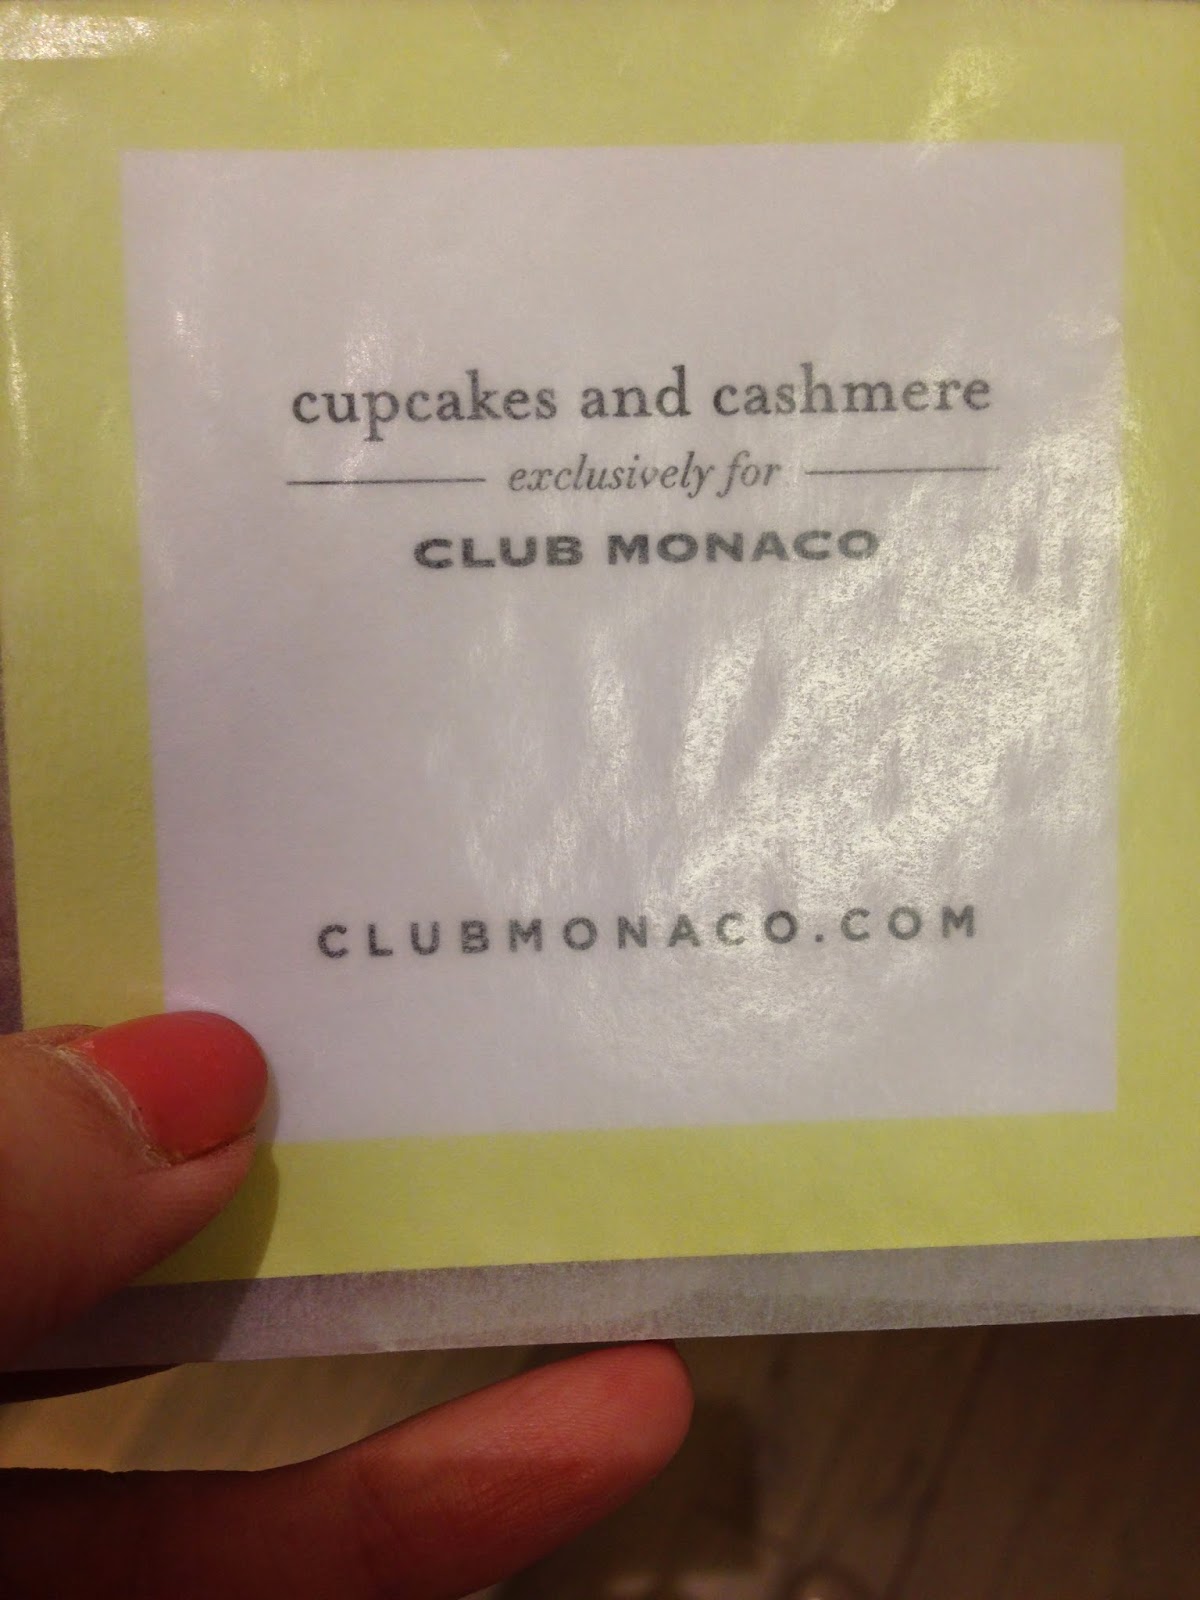 cupcakes and cashmere
exclusively for
CLUB MONACO
CLUBMONACO.COM